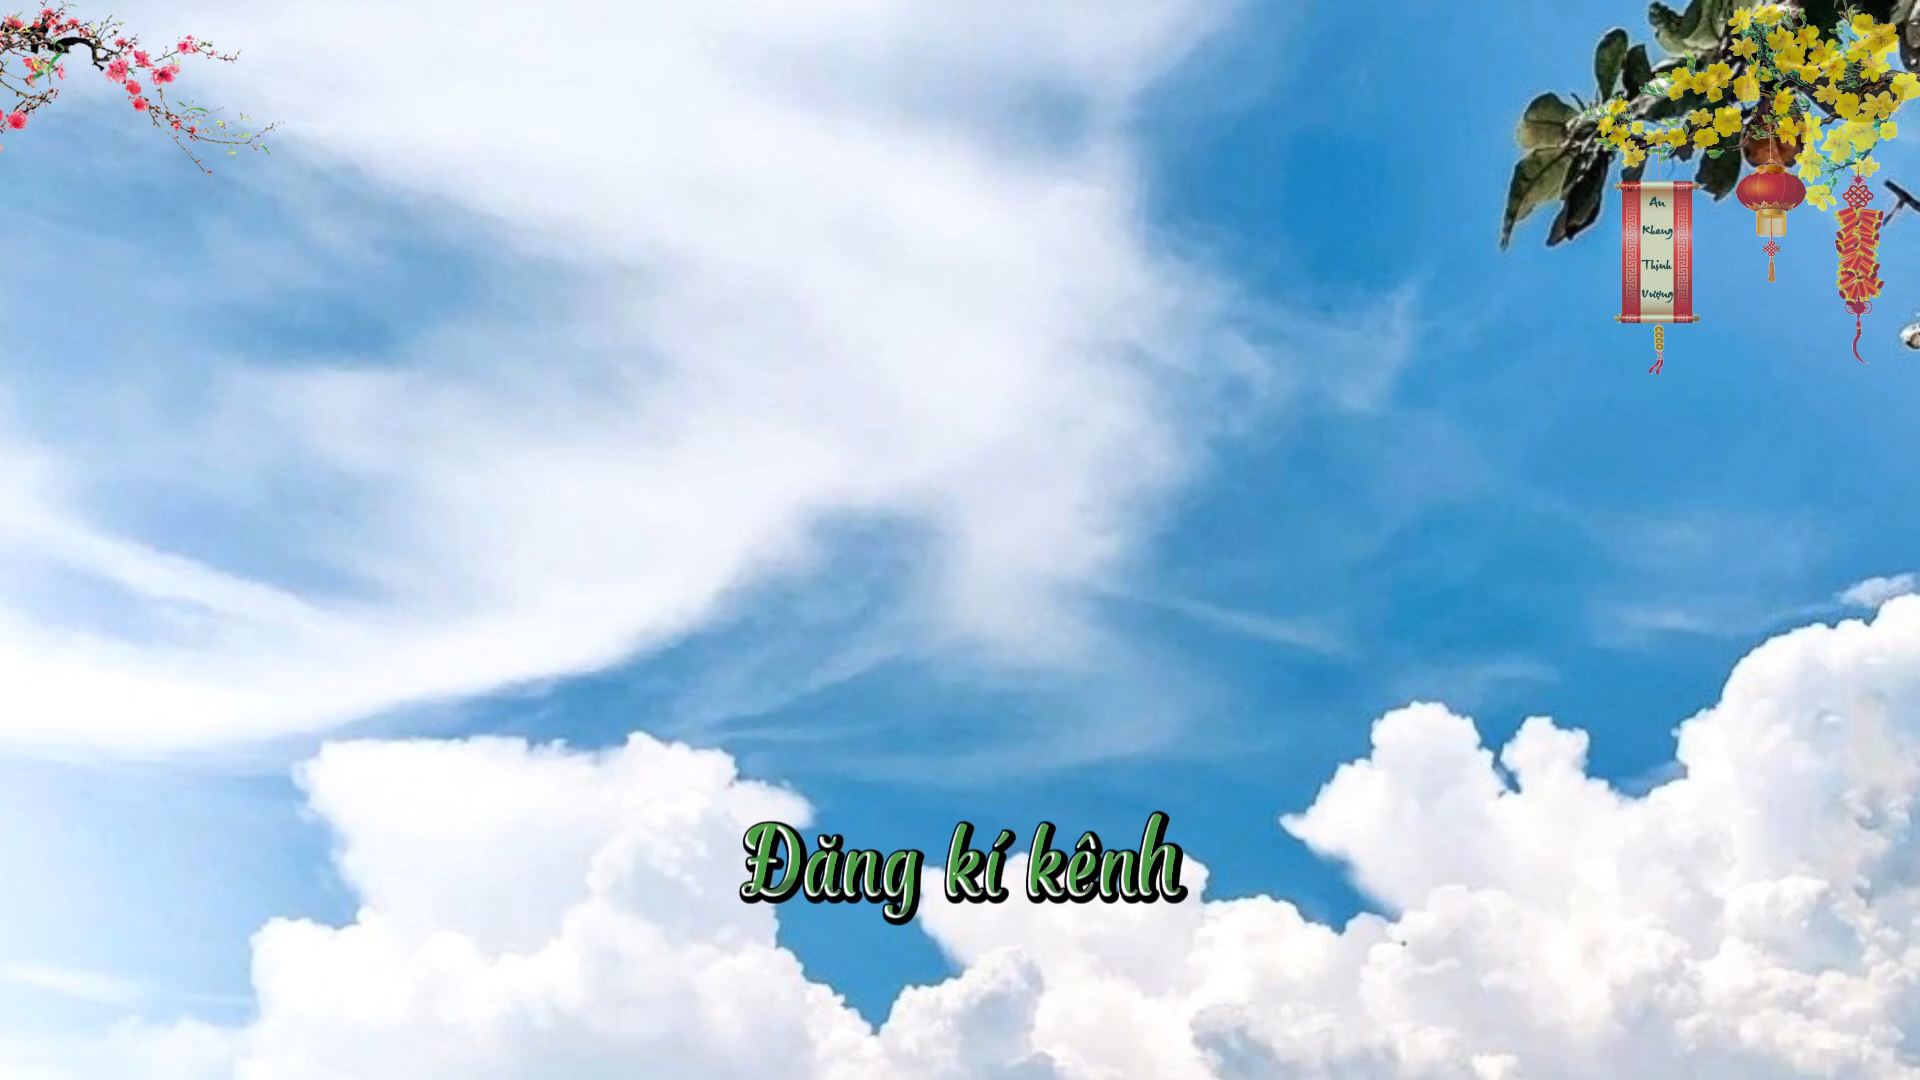 An
Khang
Thịnh
Vượng
Đăng kí kênh